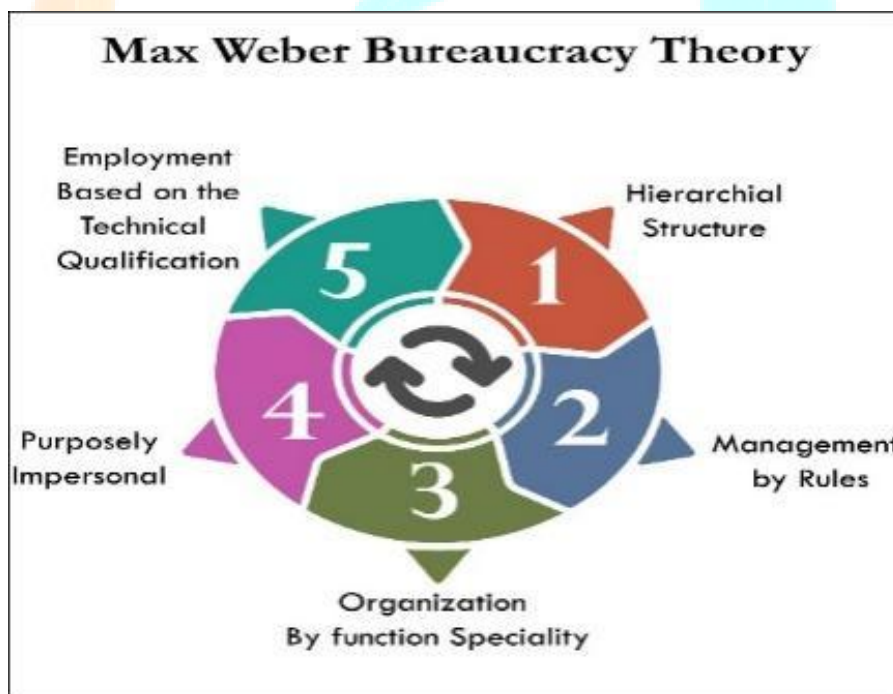 Max Weber Bureaucracy Theory
Employment
Based on the
Technical
Qualification
Hierarchial
Structure
5
1
4
2
3
Purposely
Impersonal
Management
by Rules
Organization
By function Speciality